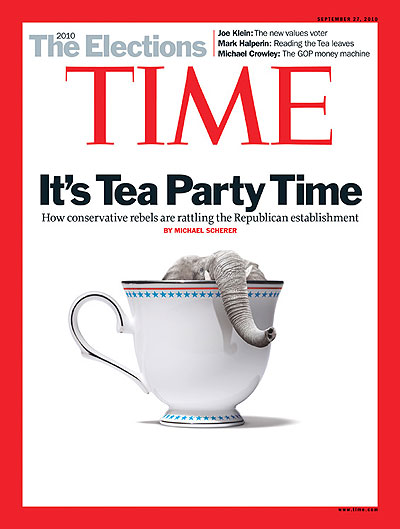 SEPTEMBER 27, 2010
2010
The Elections
Joe Klein: The new values voter
Mark Halperin: Reading the Tea leaves
Michael Crowley: The GOP money machine
TIME
It's Tea Party Time
How conservative rebels are rattling the Republican establishment
BY MICHAEL SCHERER
www.time.com